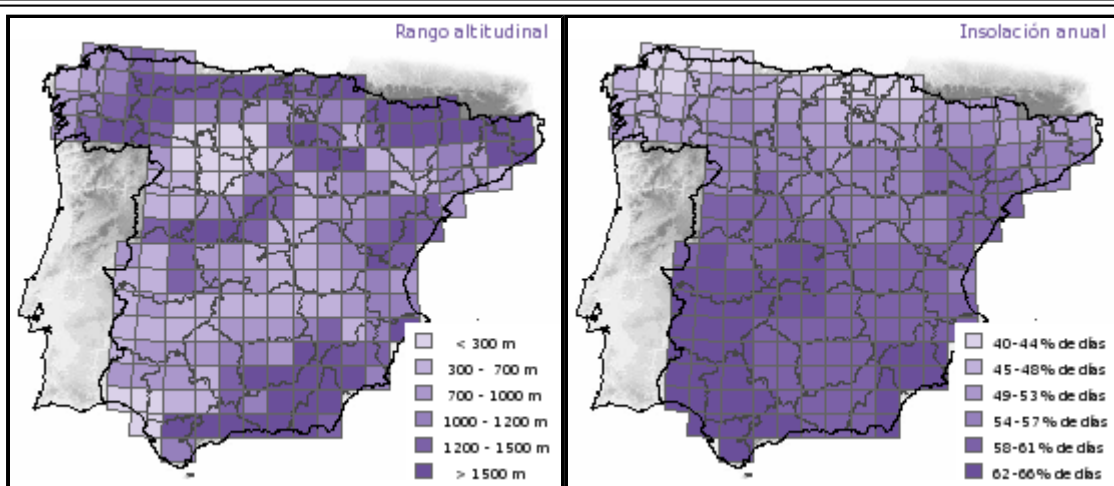 Rango altitudinal
< 300 m
300 - 700 m
700 - 1000 m
1000 - 1200 m
1200 - 1500 m
> 1500 m
Insolación anual
40-44% de días
45-48% de días
49-53% de días
54-57% de días
58-61% de días
62-66% de días